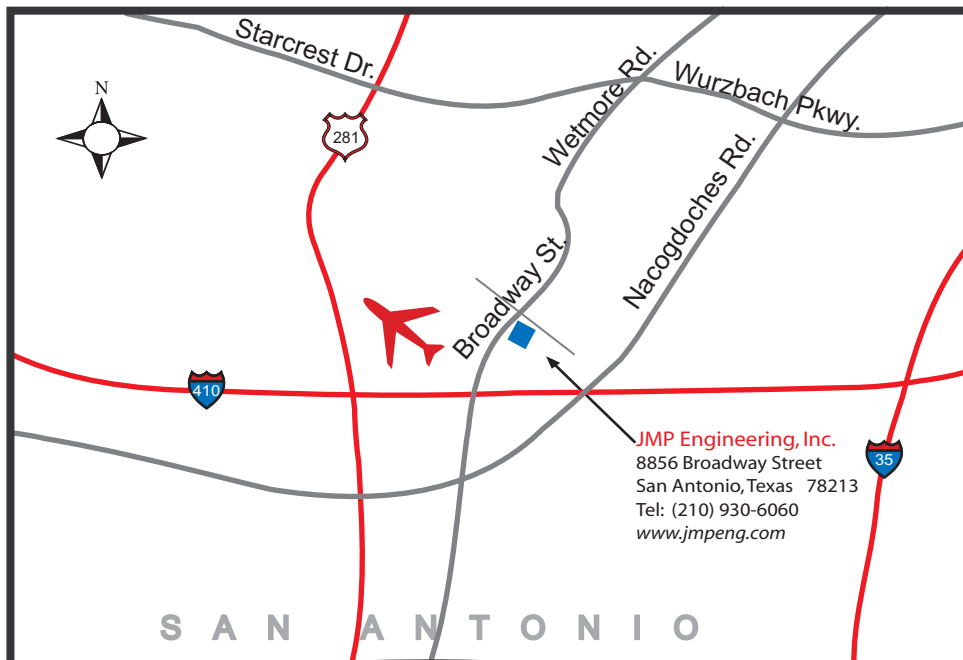 Starcrest Dr.
Wetmore Rd.
Wurzbach Pkwy.
N
281
Nacogdoches Rd.
Broadway St.
410
JMP Engineering, Inc.
8856 Broadway Street
San Antonio, Texas 78213
Tel: (210) 930-6060
www.jmpeng.com
35
SAN ANTONIO